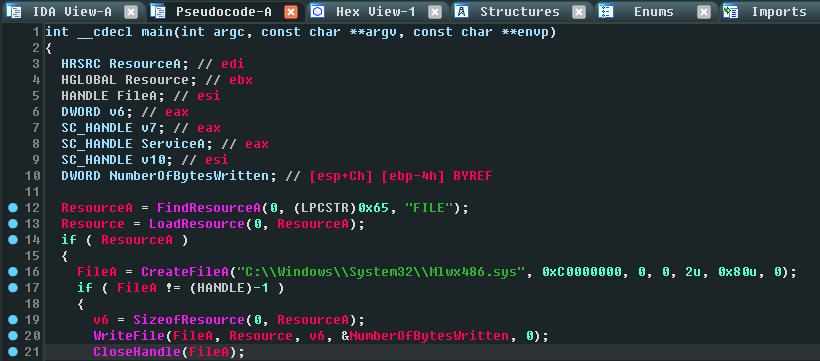 IDA View-A Pseudocode-A Hex View-1 Structures Enums Imports
1 int __cdecl main(int argc, const char **argv, const char **envp)
2 {
3 HRSRC ResourceA; // edi
4 HGLOBAL Resource; // ebx
5 HANDLE FileA; // esi
6 DWORD v6; // eax
7 SC_HANDLE v7; // eax
8 SC_HANDLE ServiceA; // eax
9 SC_HANDLE v10; // esi
10 DWORD NumberOfBytesWritten; // [esp+Ch] [ebp-4h] BYREF
11
12 ResourceA = FindResourceA(0, (LPCSTR)0x65, "FILE");
13 Resource = LoadResource(0, ResourceA);
14 if ( ResourceA )
15 {
16 FileA = CreateFileA("C:\\Windows\\System32\\Mlwx486.sys", 0xC0000000, 0, 0, 2u, 0x80u, 0);
17 if ( FileA != (HANDLE)-1 )
18 {
19 v6 = SizeofResource(0, ResourceA);
20 WriteFile(FileA, Resource, v6, &NumberOfBytesWritten, 0);
21 CloseHandle(FileA);